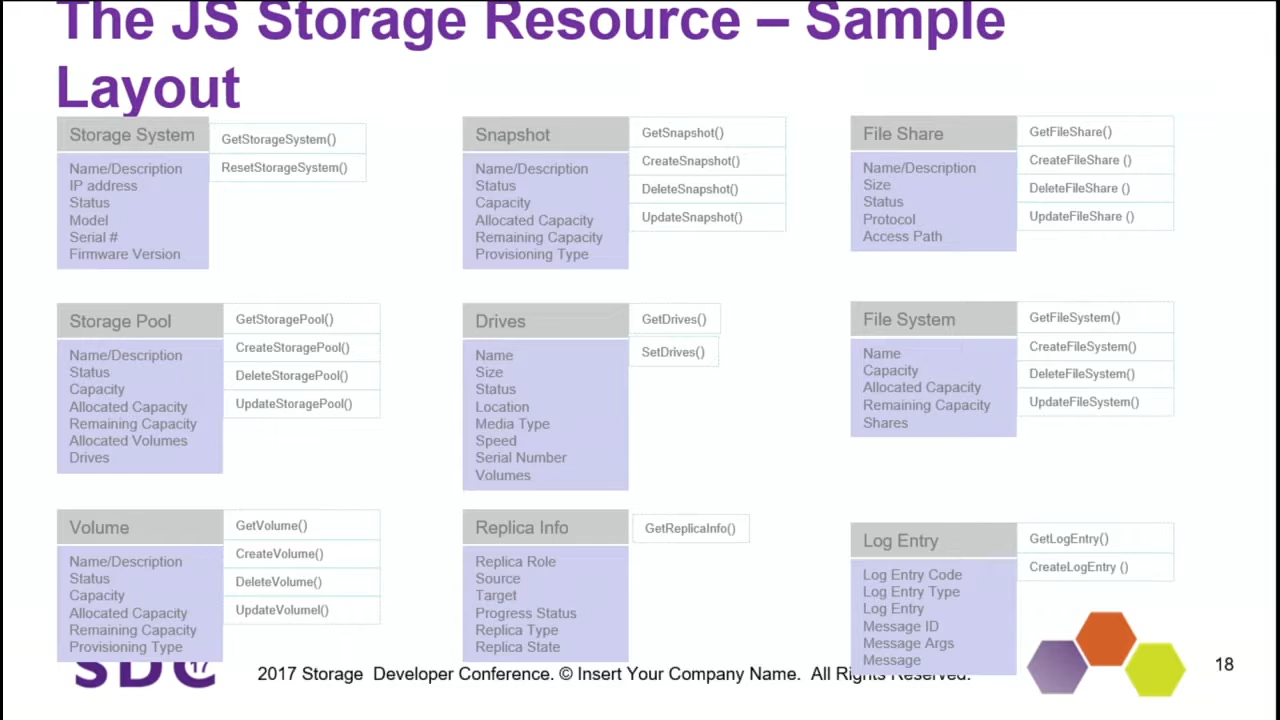 The JS Storage Resource – Sample
Layout
Storage System
GetStorageSystem()
ResetStorageSystem()
Name/Description
IP address
Status
Model
Serial #
Firmware Version
Snapshot
GetSnapshot()
CreateSnapshot()
DeleteSnapshot()
UpdateSnapshot()
Name/Description
Status
Capacity
Allocated Capacity
Remaining Capacity
Provisioning Type
File Share
GetFileShare()
CreateFileShare ()
DeleteFileShare ()
UpdateFileShare ()
Name/Description
Size
Status
Protocol
Access Path
Storage Pool
GetStoragePool()
CreateStoragePool()
DeleteStoragePool()
UpdateStoragePool()
Name/Description
Status
Capacity
Allocated Capacity
Remaining Capacity
Allocated Volumes
Drives
Drives
GetDrives()
SetDrives()
Name
Size
Status
Location
Media Type
Speed
Serial Number
Volumes
File System
GetFileSystem()
CreateFileSystem()
DeleteFileSystem()
UpdateFileSystem()
Name
Capacity
Allocated Capacity
Remaining Capacity
Shares
Volume
GetVolume()
CreateVolume()
DeleteVolume()
UpdateVolumel()
Name/Description
Status
Capacity
Allocated Capacity
Remaining Capacity
Provisioning Type
Replica Info
GetReplicaInfo()
Replica Role
Source
Target
Progress Status
Replica Type
Replica State
Log Entry
GetLogEntry()
CreateLogEntry ()
Log Entry Code
Log Entry Type
Log Entry
Message ID
Message Args
Message
SDC 17
2017 Storage Developer Conference. © Insert Your Company Name. All Rights Reserved.
18